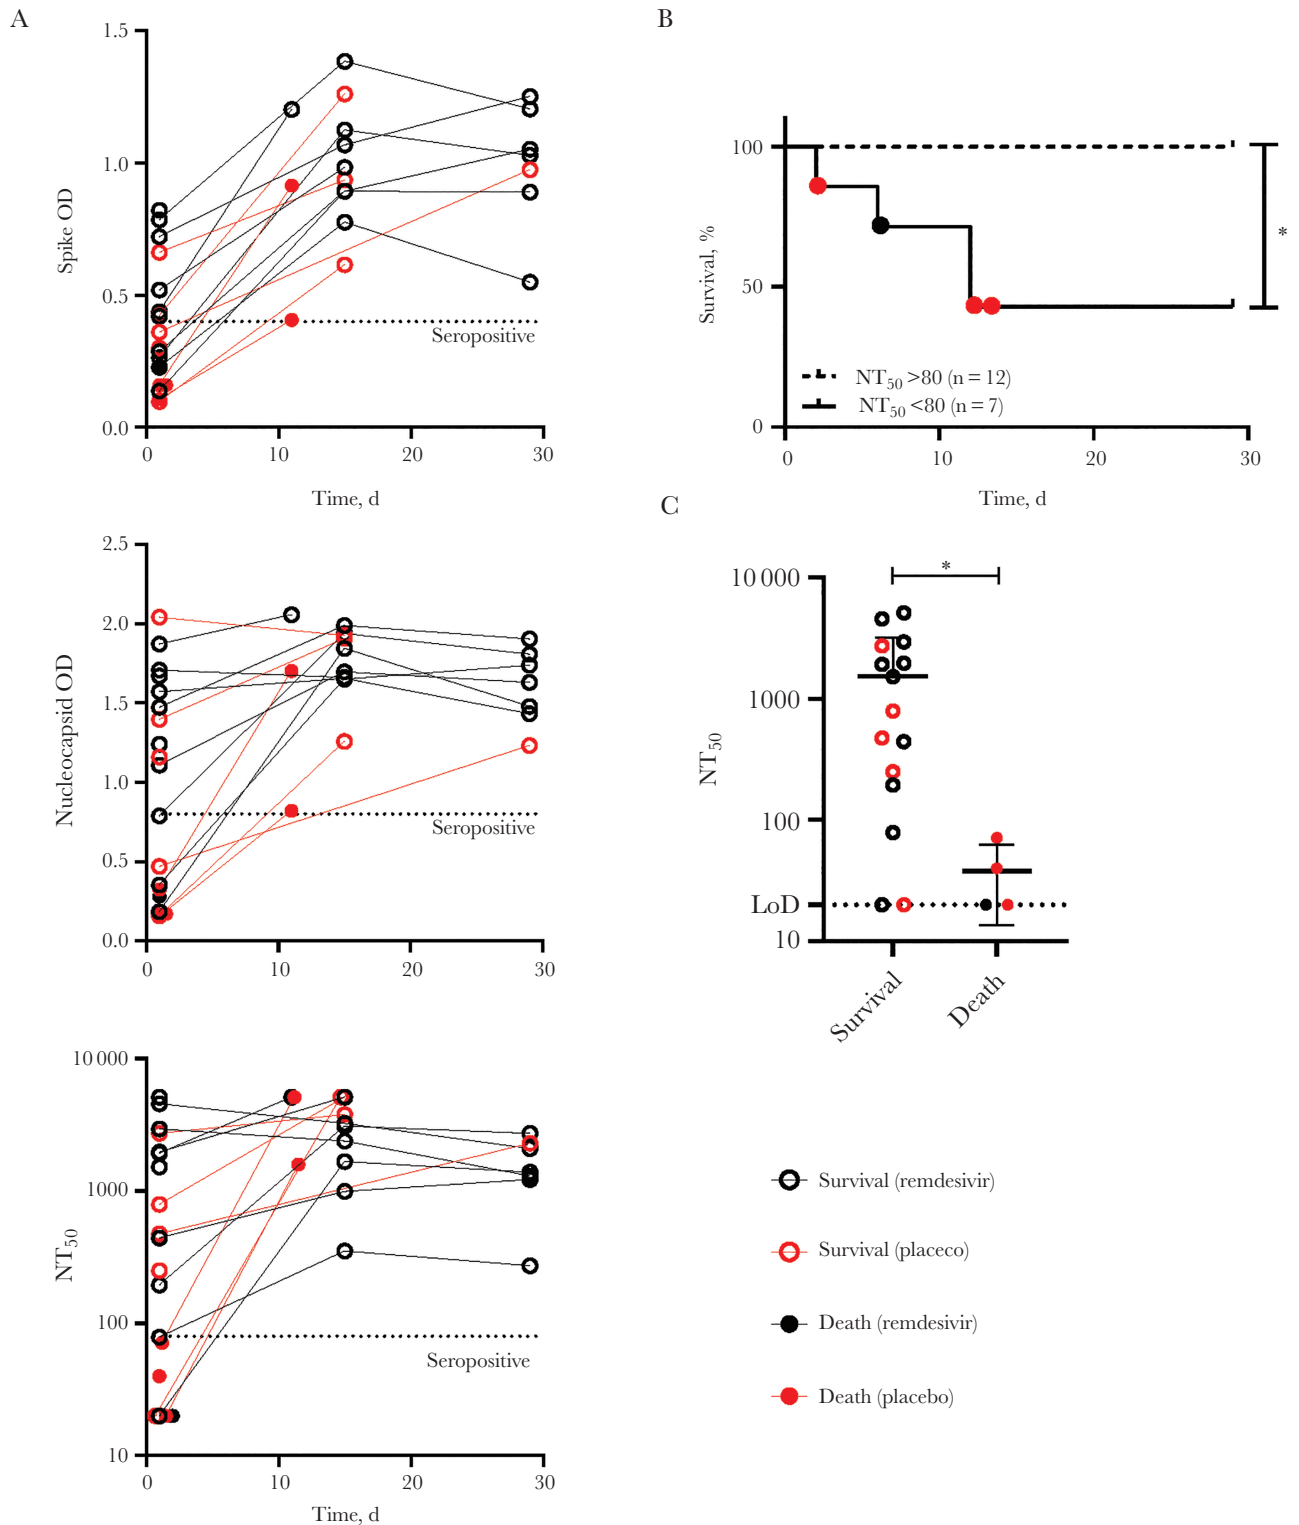 A
1.5
1.0
0.5
0.0
Spike OD
Seropositive
0 10 20 30
Time, d
B
100
50
0
Survival, %
*
NT50 >80 (n = 12)
NT50 <80 (n = 7)
0 10 20 30
Time, d
2.5
2.0
1.5
1.0
0.5
0.0
Nucleocapsid OD
Seropositive
0 10 20 30
C
10 000
1000
100
LoD
10
NT50
*
Survival
Death
10 000
1000
100
10
NT50
Seropositive
0 10 20 30
Time, d
Survival (remdesivir)
Survival (placeco)
Death (remdesivir)
Death (placebo)